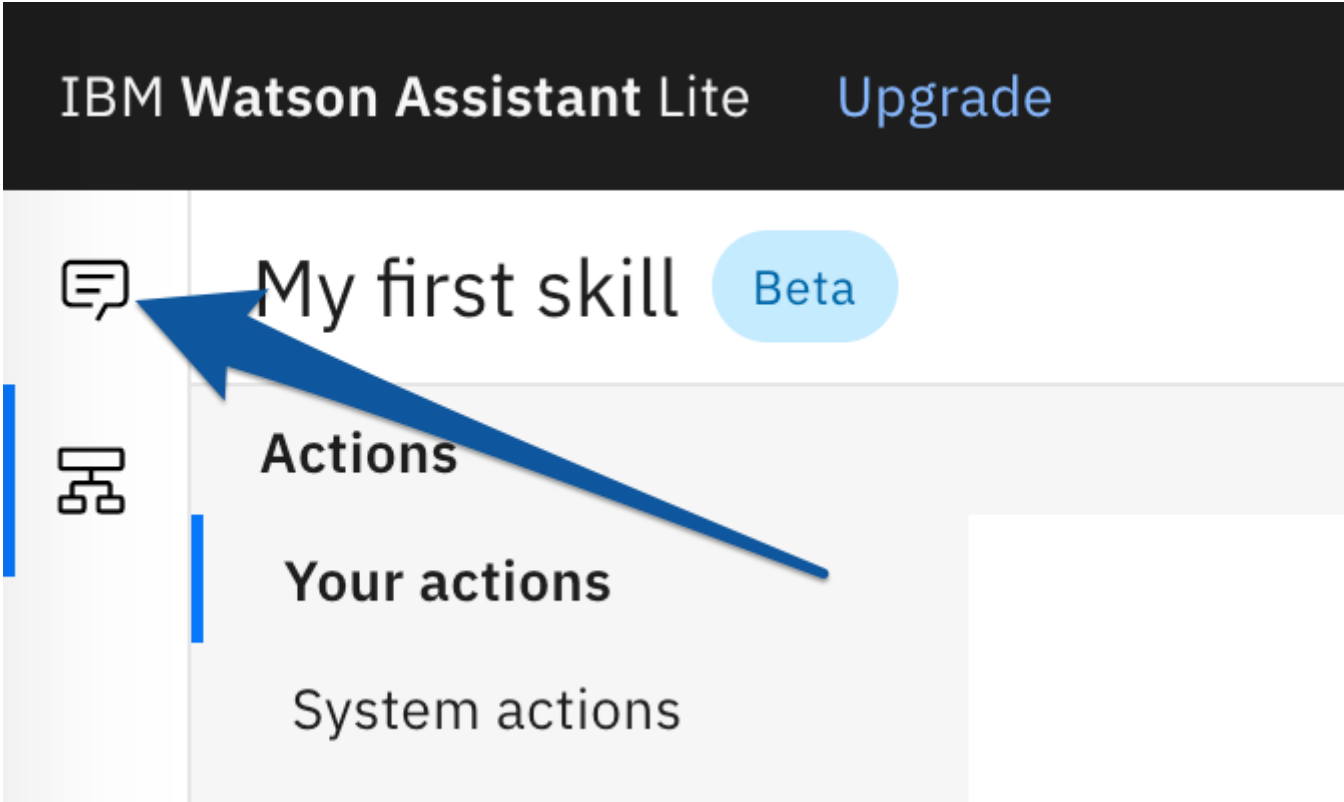 IBM Watson Assistant Lite Upgrade
My first skill Beta
Actions
Your actions
System actions